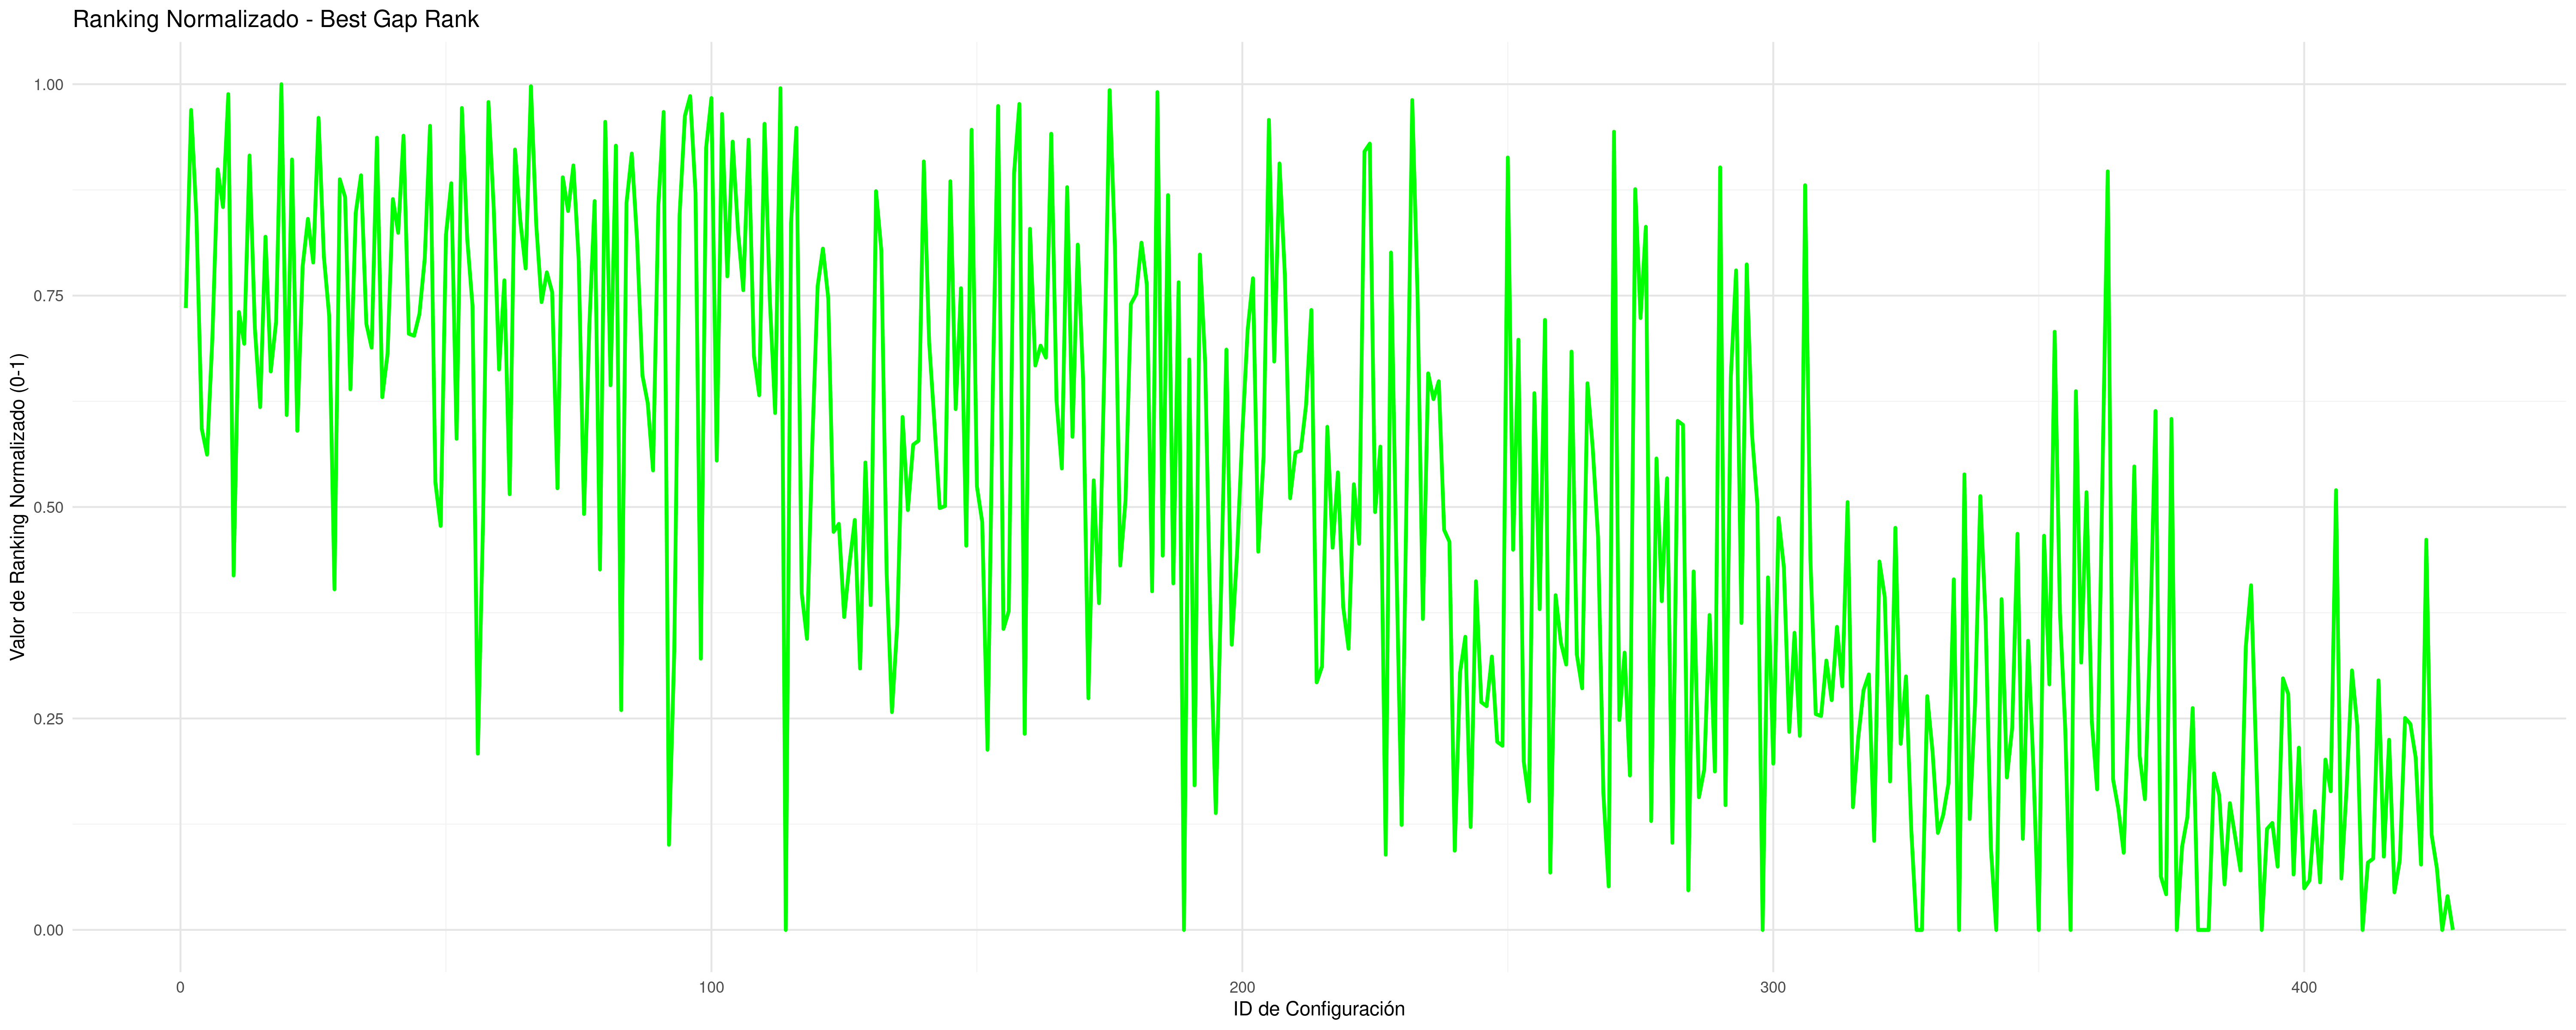 Ranking Normalizado - Best Gap Rank
Valor de Ranking Normalizado (0-1)
1.00
0.75
0.50
0.25
0.00
0 100 200 300 400
ID de Configuración